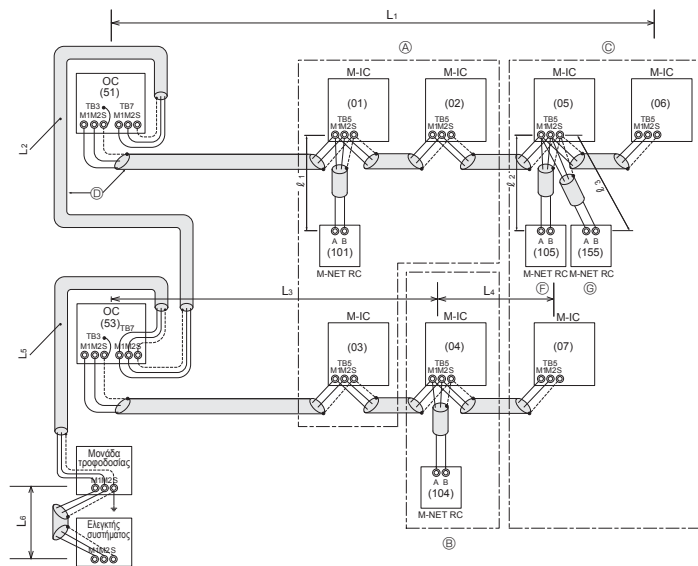 L1
Ⓐ
Ⓒ
OC
(51)
TB3 TB7
M1M2S M1M2S
M-IC
(01)
TB5
M1M2S
M-IC
(02)
TB5
M1M2S
M-IC
(05)
TB5
M1M2S
M-IC
(06)
TB5
M1M2S
L2
Ⓓ
ℓ1
ℓ2
ℓ3
A B
(101)
M-NET RC
A B
(105)
M-NET RC
Ⓕ
A B
(155)
M-NET RC
Ⓖ
L3
L4
OC
(53)
TB3 TB7
M1M2S M1M2S
M-IC
(03)
TB5
M1M2S
M-IC
(04)
TB5
M1M2S
M-IC
(07)
TB5
M1M2S
L5
A B
(104)
M-NET RC
Ⓑ
Μονάδα
τροφοδοσίας
M1M2S
L6
Ελεγκτής
συστήματος
M1M2S